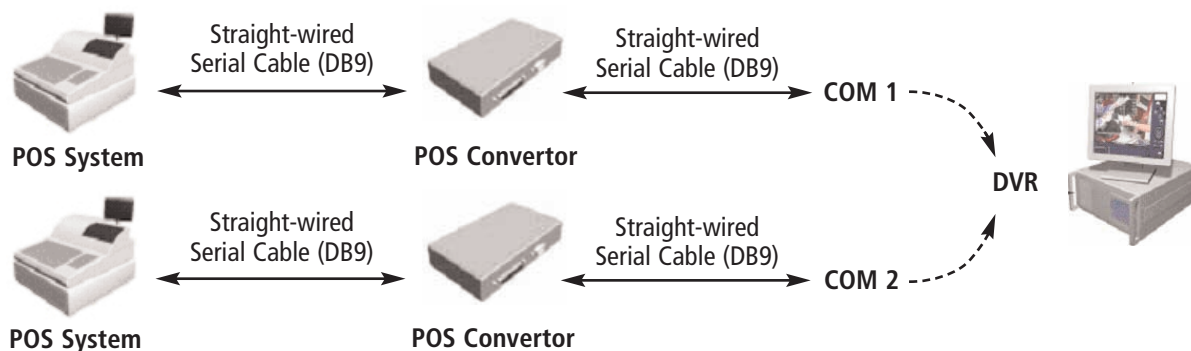 Straight-wired
Serial Cable (DB9)
Straight-wired
Serial Cable (DB9)
COM 1
POS System
POS Convertor
DVR
Straight-wired
Serial Cable (DB9)
Straight-wired
Serial Cable (DB9)
COM 2
POS System
POS Convertor